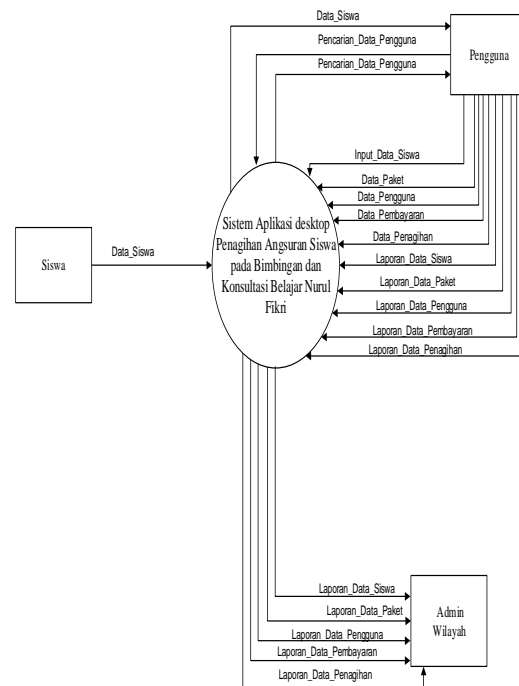 Data_Siswa
Pencarian_Data_Pengguna
Pencarian_Data_Pengguna
Pengguna
Input_Data_Siswa
Data_Paket
Data_Pengguna
Data_Pembayaran
Data_Penagihan
Laporan_Data_Siswa
Laporan_Data_Paket
Laporan_Data_Pengguna
Laporan_Data_Pembayaran
Laporan_Data_Penagihan
Siswa
Data_Siswa
Sistem Aplikasi desktop
Penagihan Angsuran Siswa
pada Bimbingan dan
Konsultasi Belajar Nurul
Fikri
Laporan_Data_Siswa
Laporan_Data_Paket
Laporan_Data_Pengguna
Laporan_Data_Pembayaran
Laporan_Data_Penagihan
Admin
Wilayah